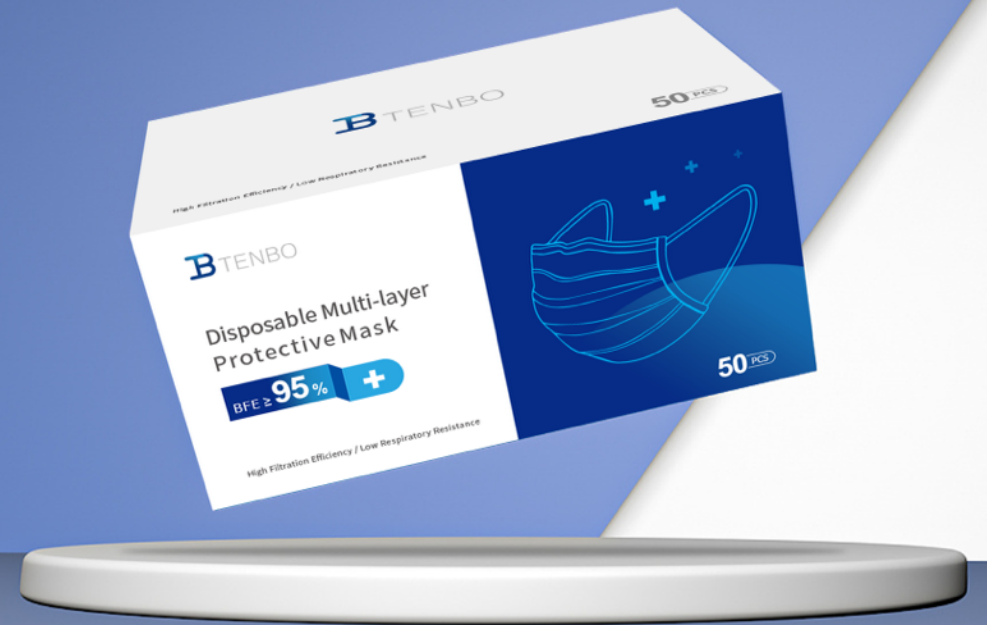 B TENBO
50 PCS
High Filtration Efficiency / Low Respiratory Resistance
B TENBO
Disposable Multi-layer
Protective Mask
BFE ≥ 95 %
High Filtration Efficiency / Low Respiratory Resistance
50 PCS